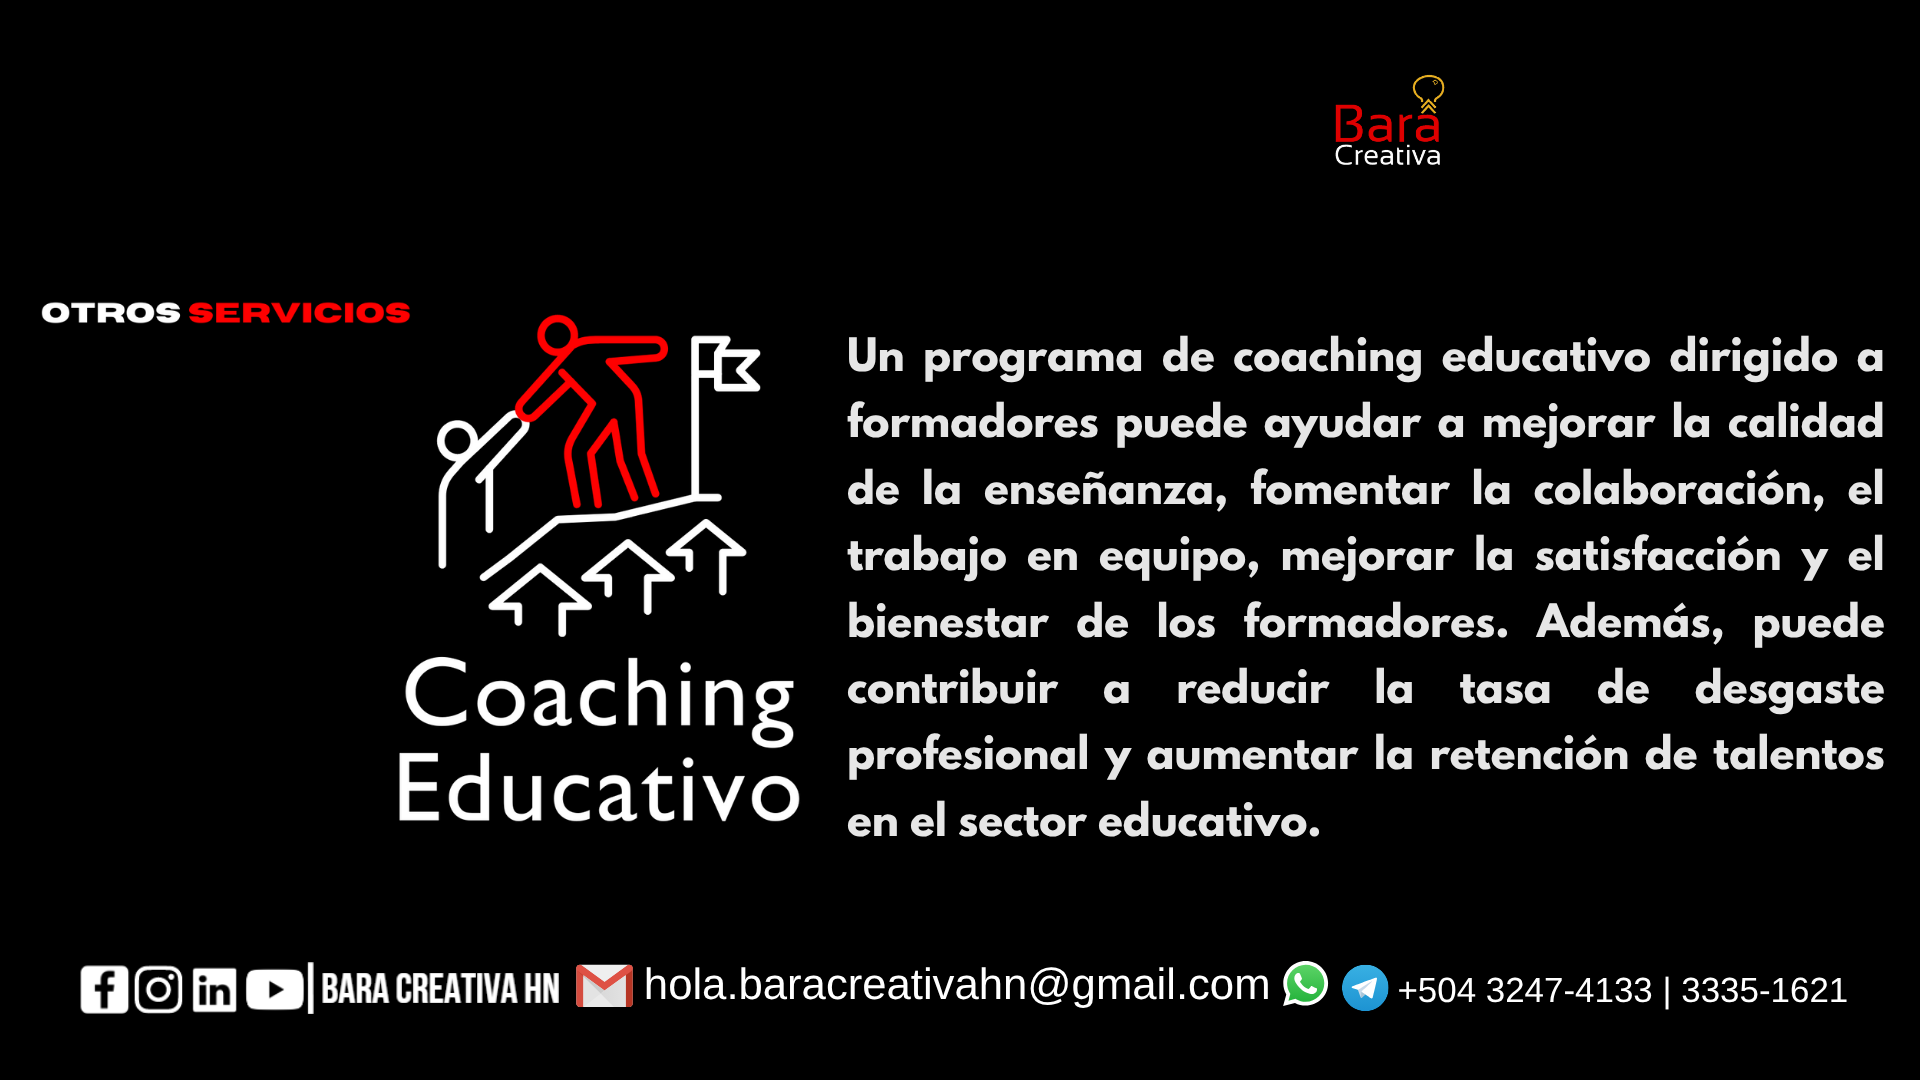 Bara
Creativa
OTROS SERVICIOS
Coaching
Educativo
Un programa de coaching educativo dirigido a
formadores puede ayudar a mejorar la calidad
de la enseñanza, fomentar la colaboración, el
trabajo en equipo, mejorar la satisfacción y el
bienestar de los formadores. Además, puede
contribuir a reducir la tasa de desgaste
profesional y aumentar la retención de talentos
en el sector educativo.
BARA CREATIVA HN hola.baracreativahn@gmail.com +504 3247-4133 | 3335-1621